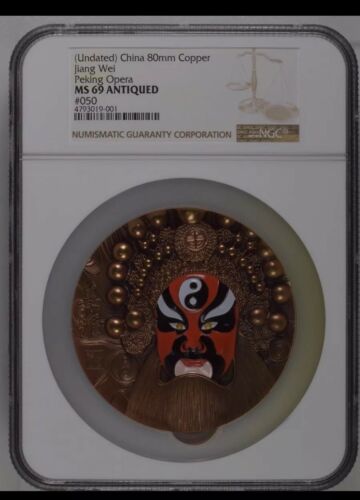 (Undated) China 80mm Copper
Jiang Wei
Peking Opera
MS 69 ANTIQUED
#050
4793019-001
NUMISMATIC GUARANTY CORPORATION
NGC